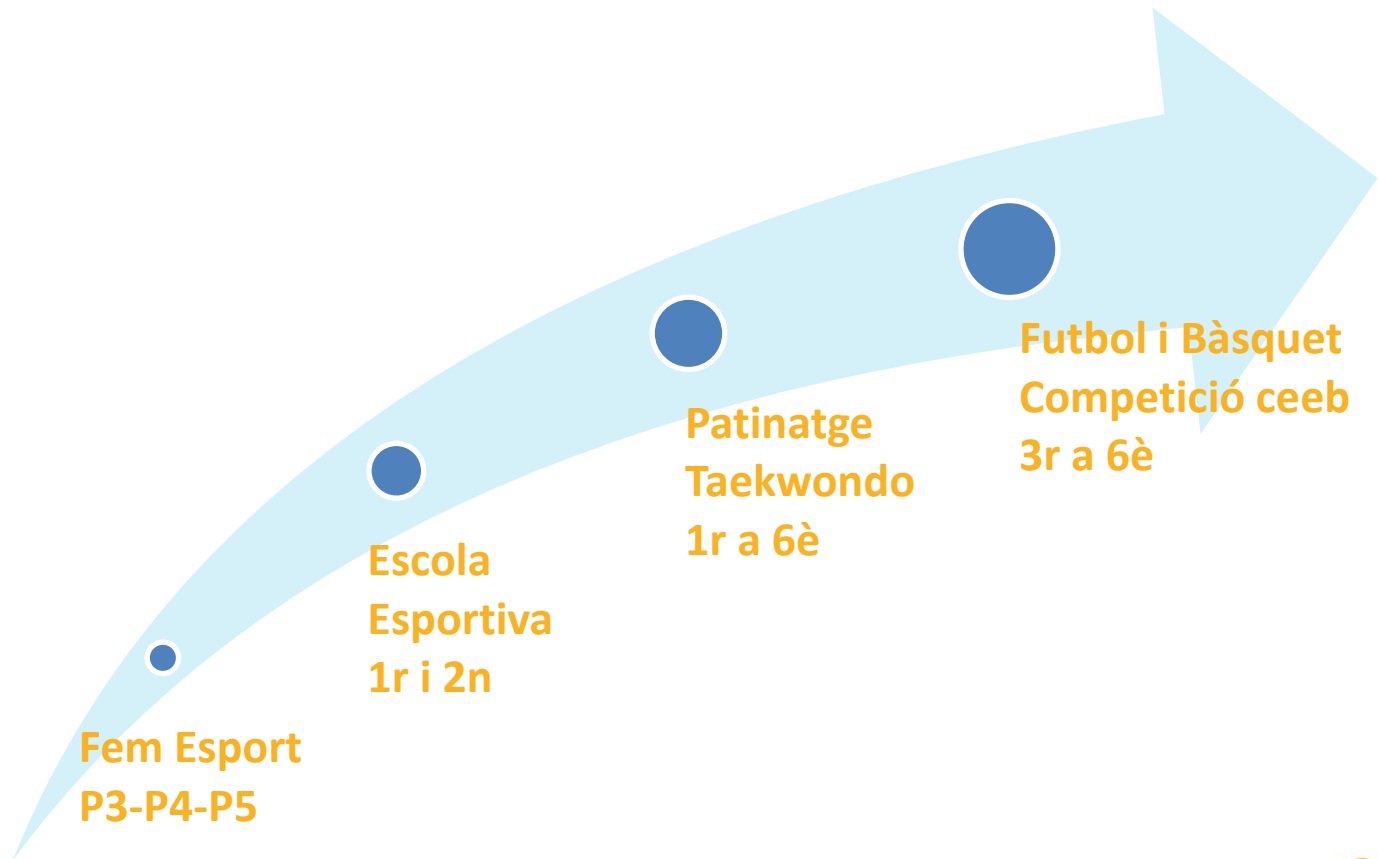 Fem Esport
P3-P4-P5
Escola
Esportiva
1r i 2n
Patinatge
Taekwondo
1r a 6è
Futbol i Bàsquet
Competició ceeb
3r a 6è